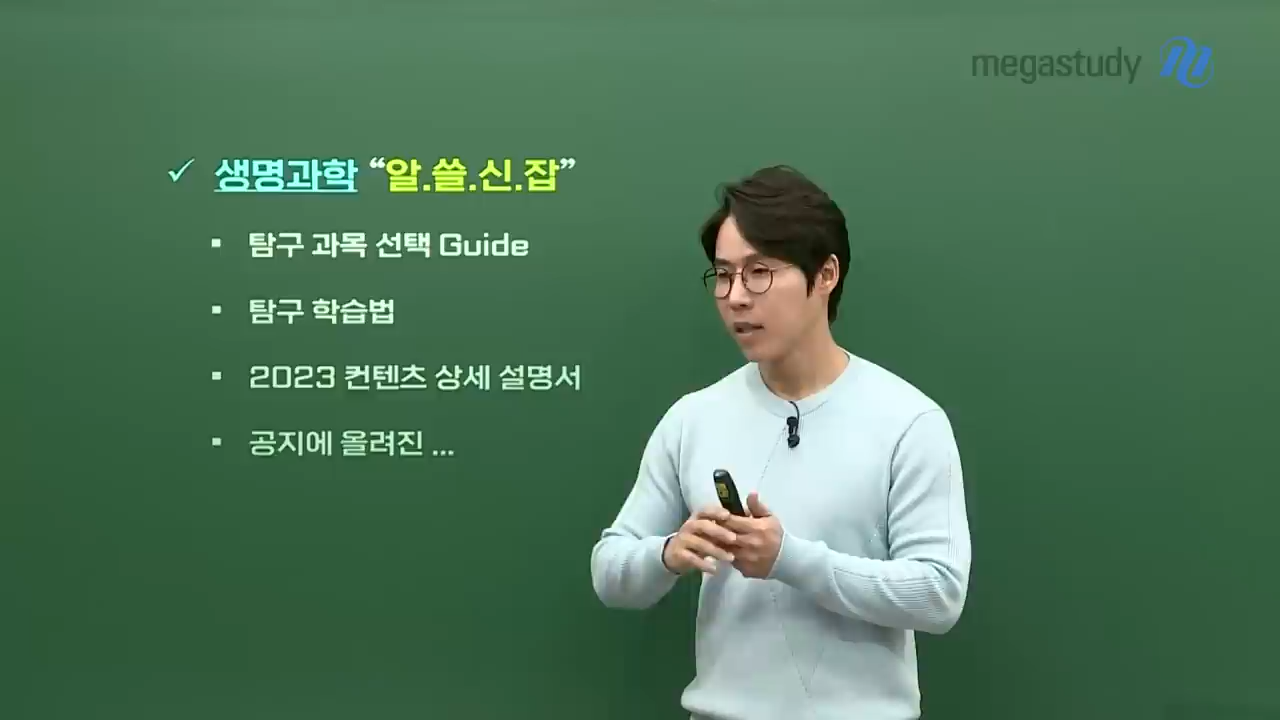 megastudy
✓ 생명과학 “알.쓸.신.잡”
▪ 탐구 과목 선택 Guide
▪ 탐구 학습법
▪ 2023 컨텐츠 상세 설명서
▪ 공지에 올려진 ...